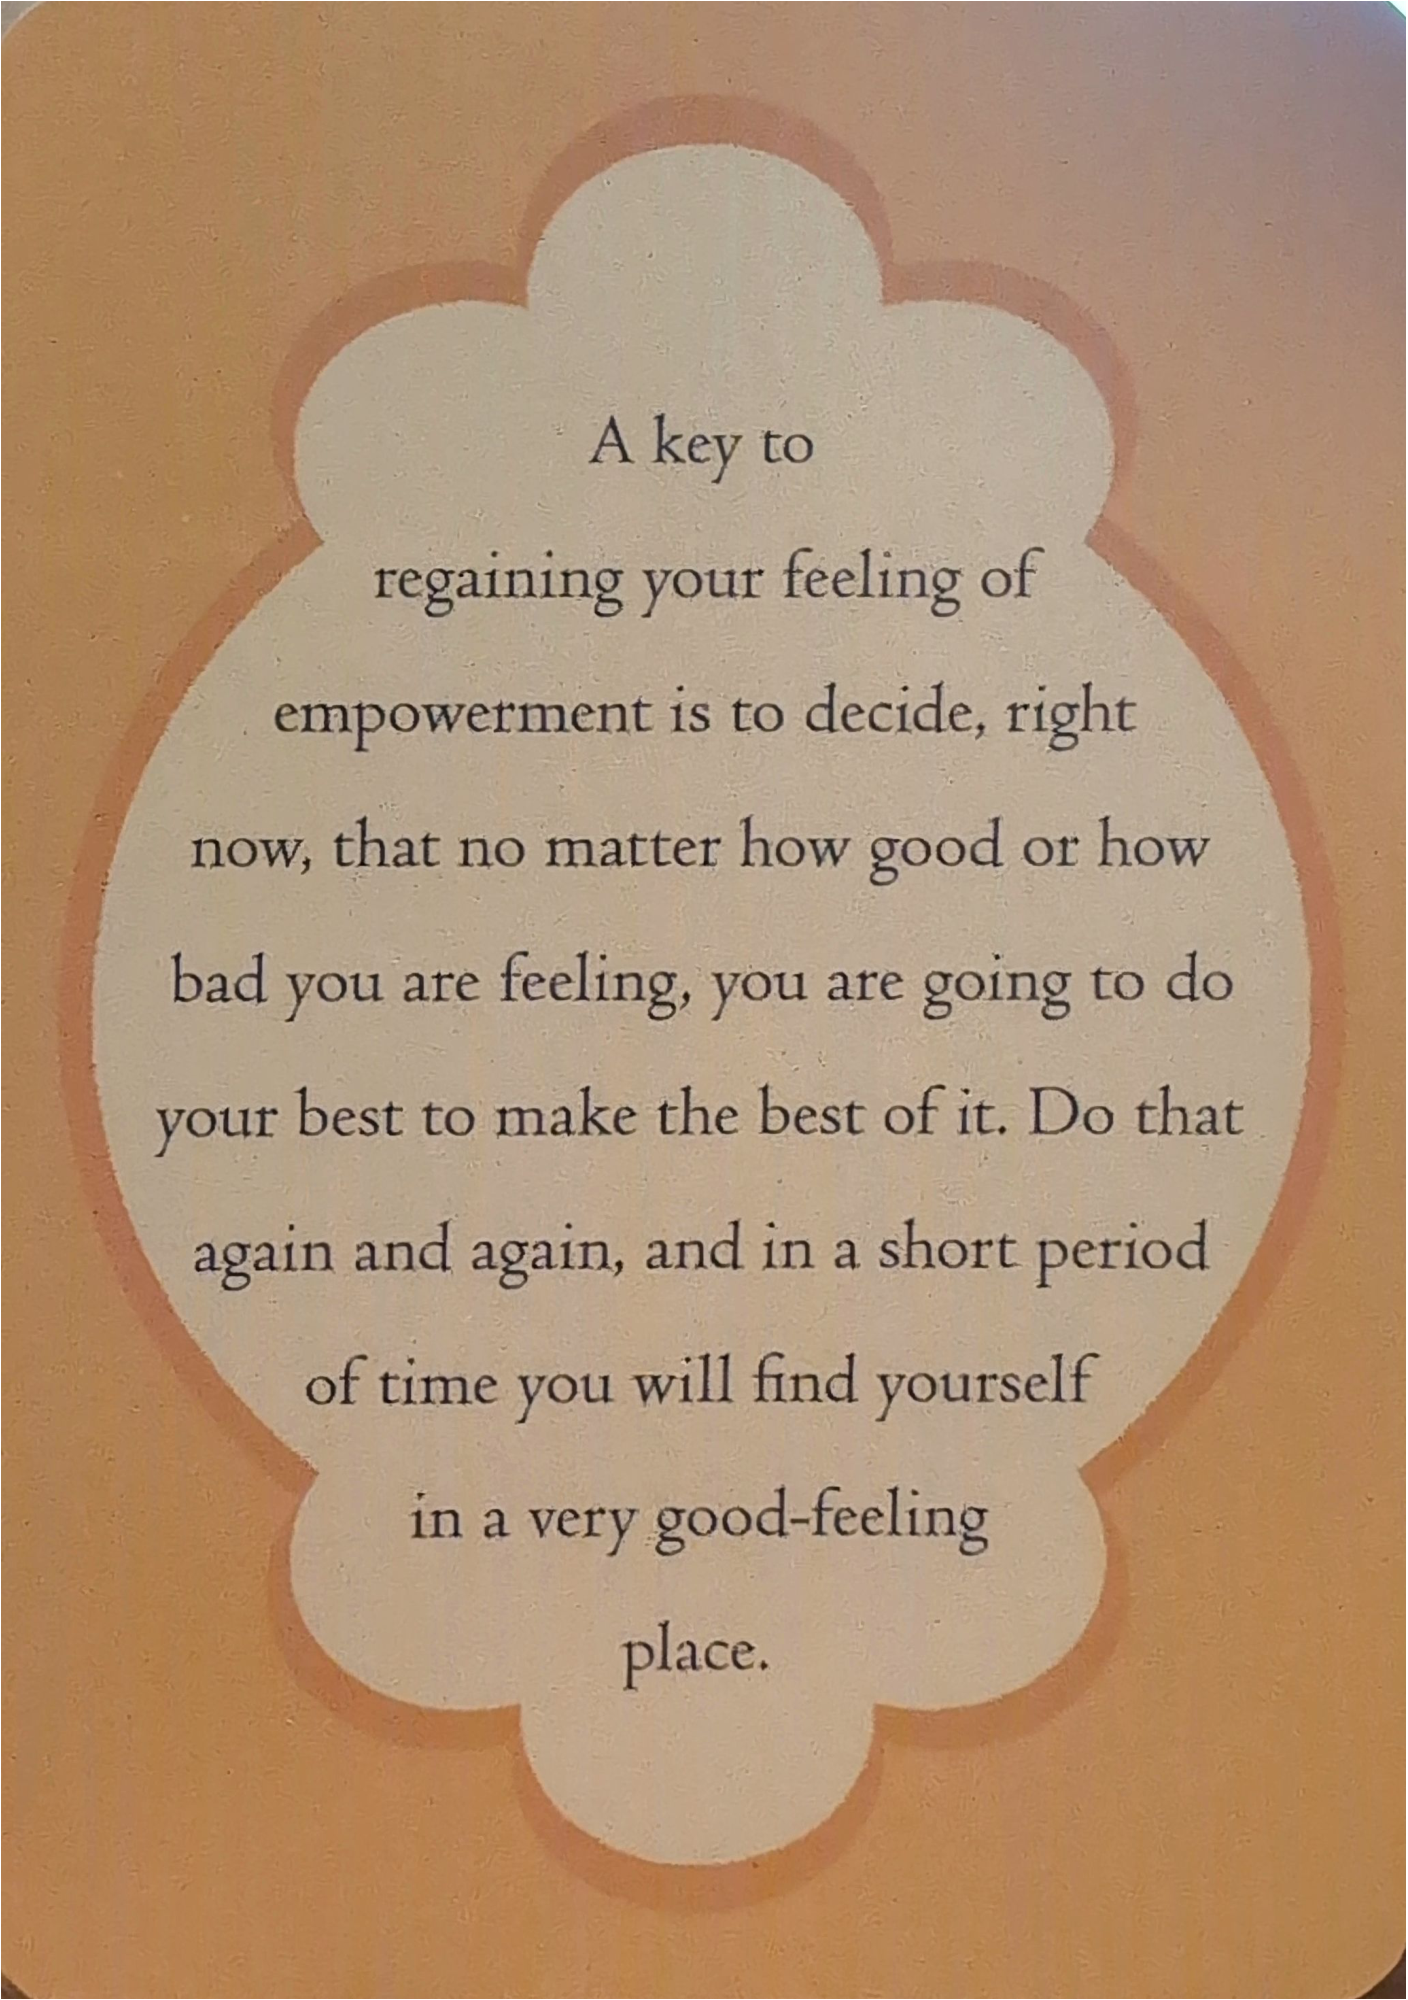 A key to
regaining your feeling of
empowerment is to decide, right
now, that no matter how good or how
bad you are feeling, you are going to do
your best to make the best of it. Do that
again and again, and in a short period
of time you will find yourself
in a very good-feeling
place.